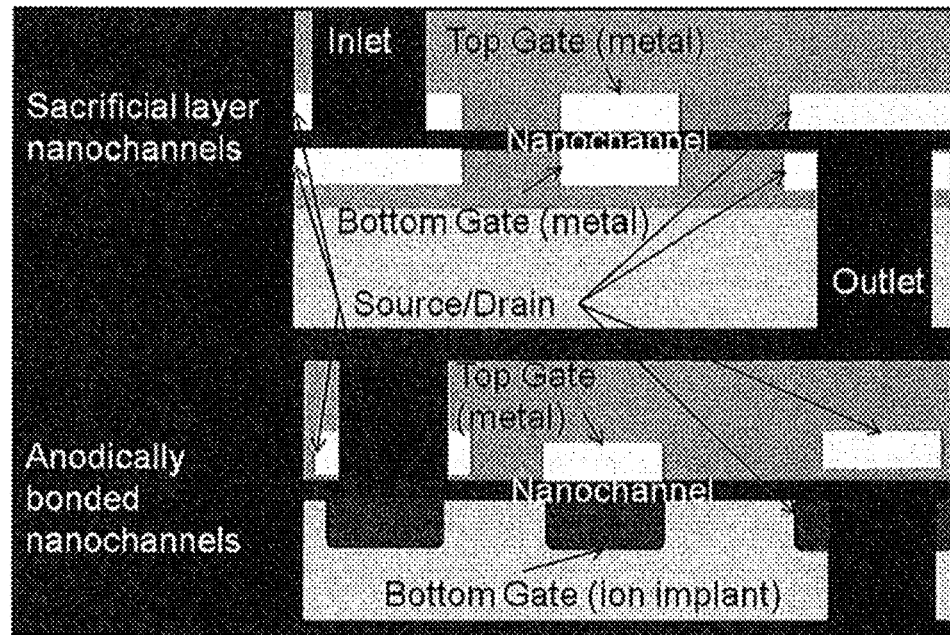 Inlet
Top Gate (metal)
Sacrificial layer
nanochannels
Nanochannel
Bottom Gate (metal)
Outlet
Source/Drain
Top Gate
(metal)
Anodically
bonded
nanochannels
Nanochannel
Bottom Gate (ion implant)